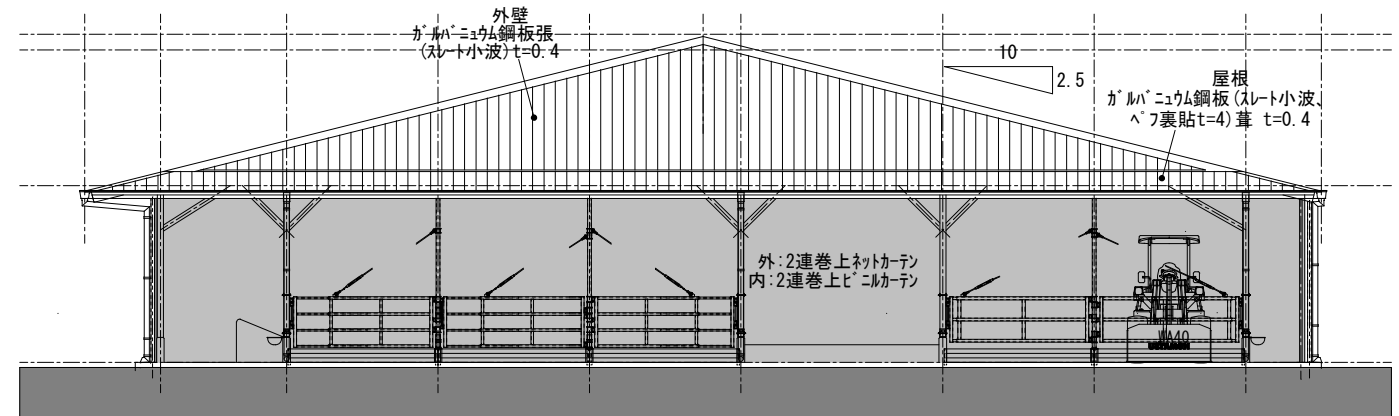 外壁
ｶﾞﾙﾊﾞﾆｭｳﾑ鋼板張
(ｽﾚｰﾄ小波)t=0.4
10
2.5
屋根
ｶﾞﾙﾊﾞﾆｭｳﾑ鋼板(ｽﾚｰﾄ小波、
ﾍﾟﾌ裏貼t=4)葺 t=0.4
外:2連巻上ﾈｯﾄｶｰﾃﾝ
内:2連巻上ﾋﾞﾆﾙｶｰﾃﾝ
WA40